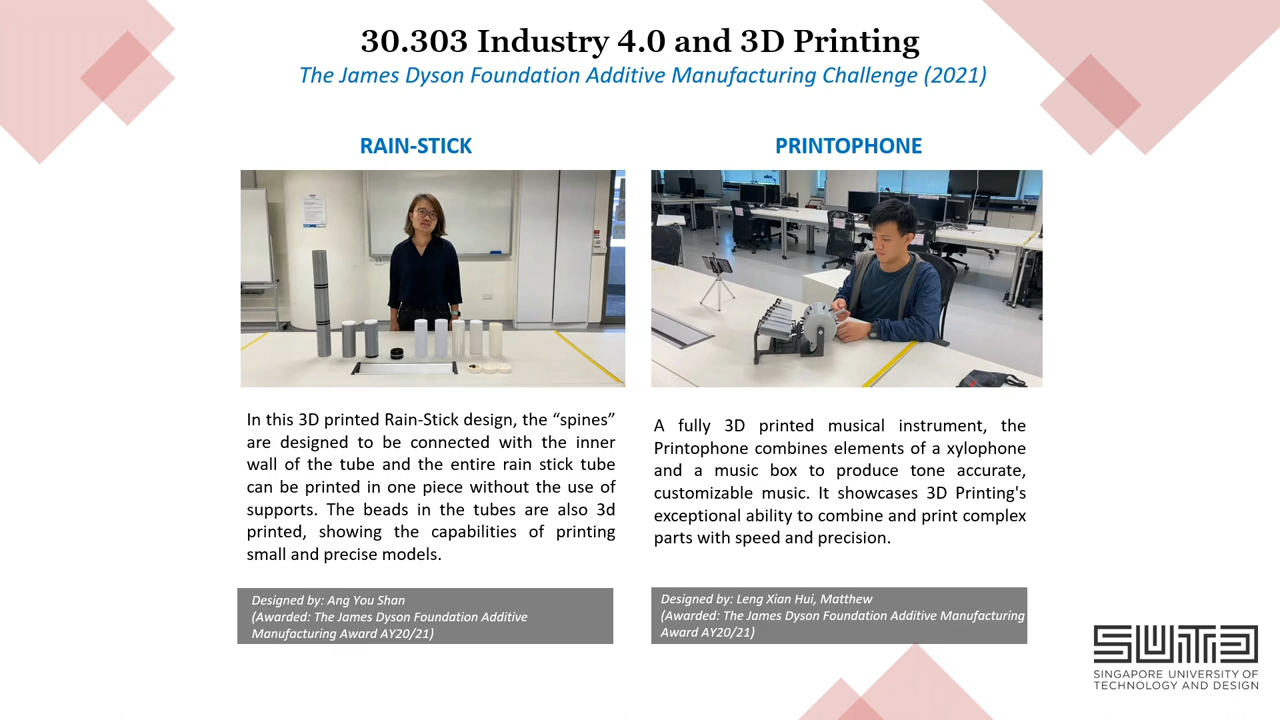 30.303 Industry 4.0 and 3D Printing
The James Dyson Foundation Additive Manufacturing Challenge (2021)
RAIN-STICK
In this 3D printed Rain-Stick design, the “spines”
are designed to be connected with the inner
wall of the tube and the entire rain stick tube
can be printed in one piece without the use of
supports. The beads in the tubes are also 3d
printed, showing the capabilities of printing
small and precise models.
Designed by: Ang You Shan
(Awarded: The James Dyson Foundation Additive
Manufacturing Award AY20/21)
PRINTOPHONE
A fully 3D printed musical instrument, the
Printophone combines elements of a xylophone
and a music box to produce tone accurate,
customizable music. It showcases 3D Printing's
exceptional ability to combine and print complex
parts with speed and precision.
Designed by: Leng Xian Hui, Matthew
(Awarded: The James Dyson Foundation Additive Manufacturing
Award AY20/21)
SUTD
SINGAPORE UNIVERSITY OF
TECHNOLOGY AND DESIGN